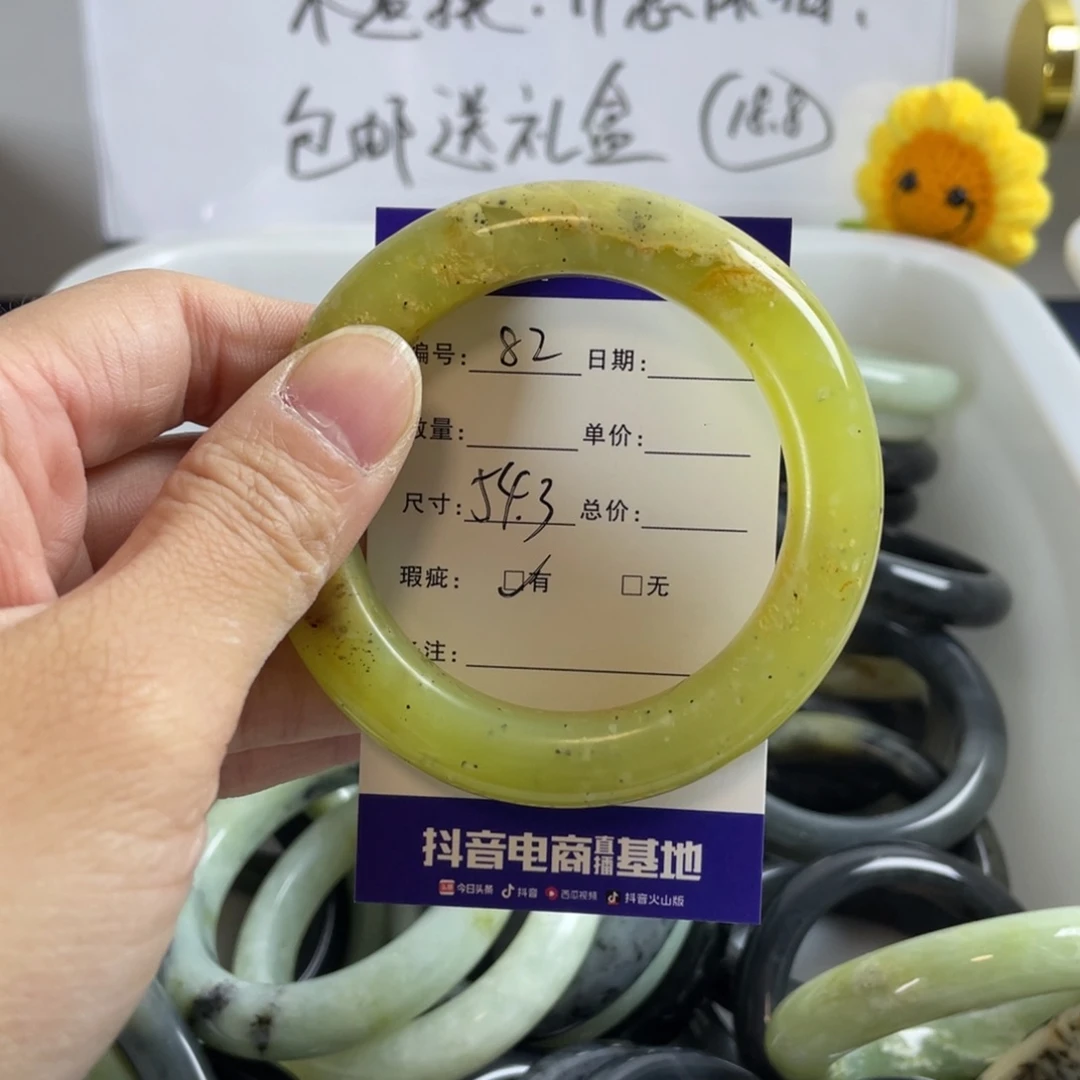 包邮送礼盒 18.8
编号: 82 日期:
数量: 单价:
尺寸: 54.3 总价:
瑕疵: ☑有 □无
注:
抖音电商直播基地
今日头条 抖音 西瓜视频 抖音火山版